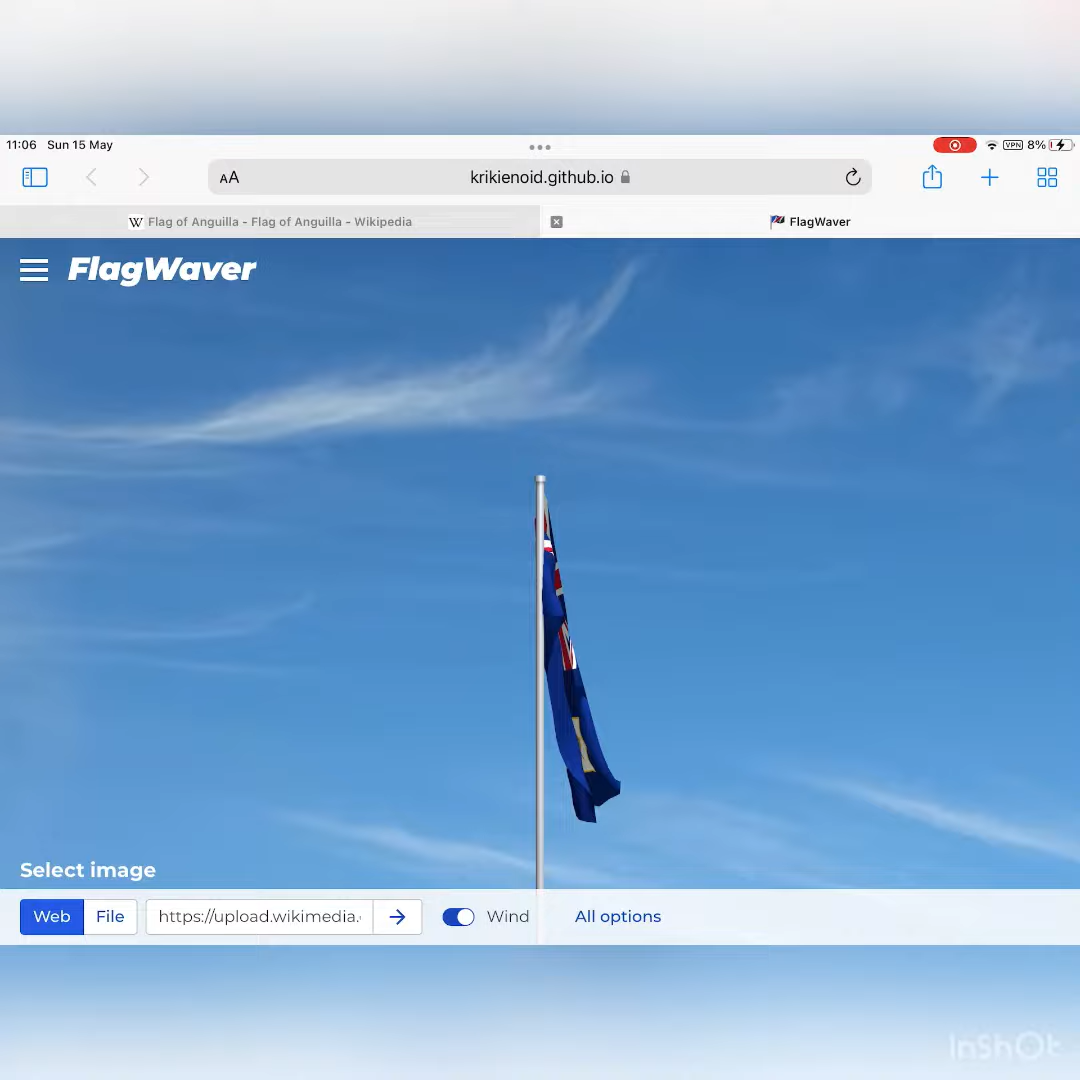 11:06 Sun 15 May
VPN 8%
AA krikienoid.github.io
W Flag of Anguilla - Flag of Anguilla - Wikipedia
FlagWaver
FlagWaver
Select image
Web File https://upload.wikimedia. Wind All options
InShOt